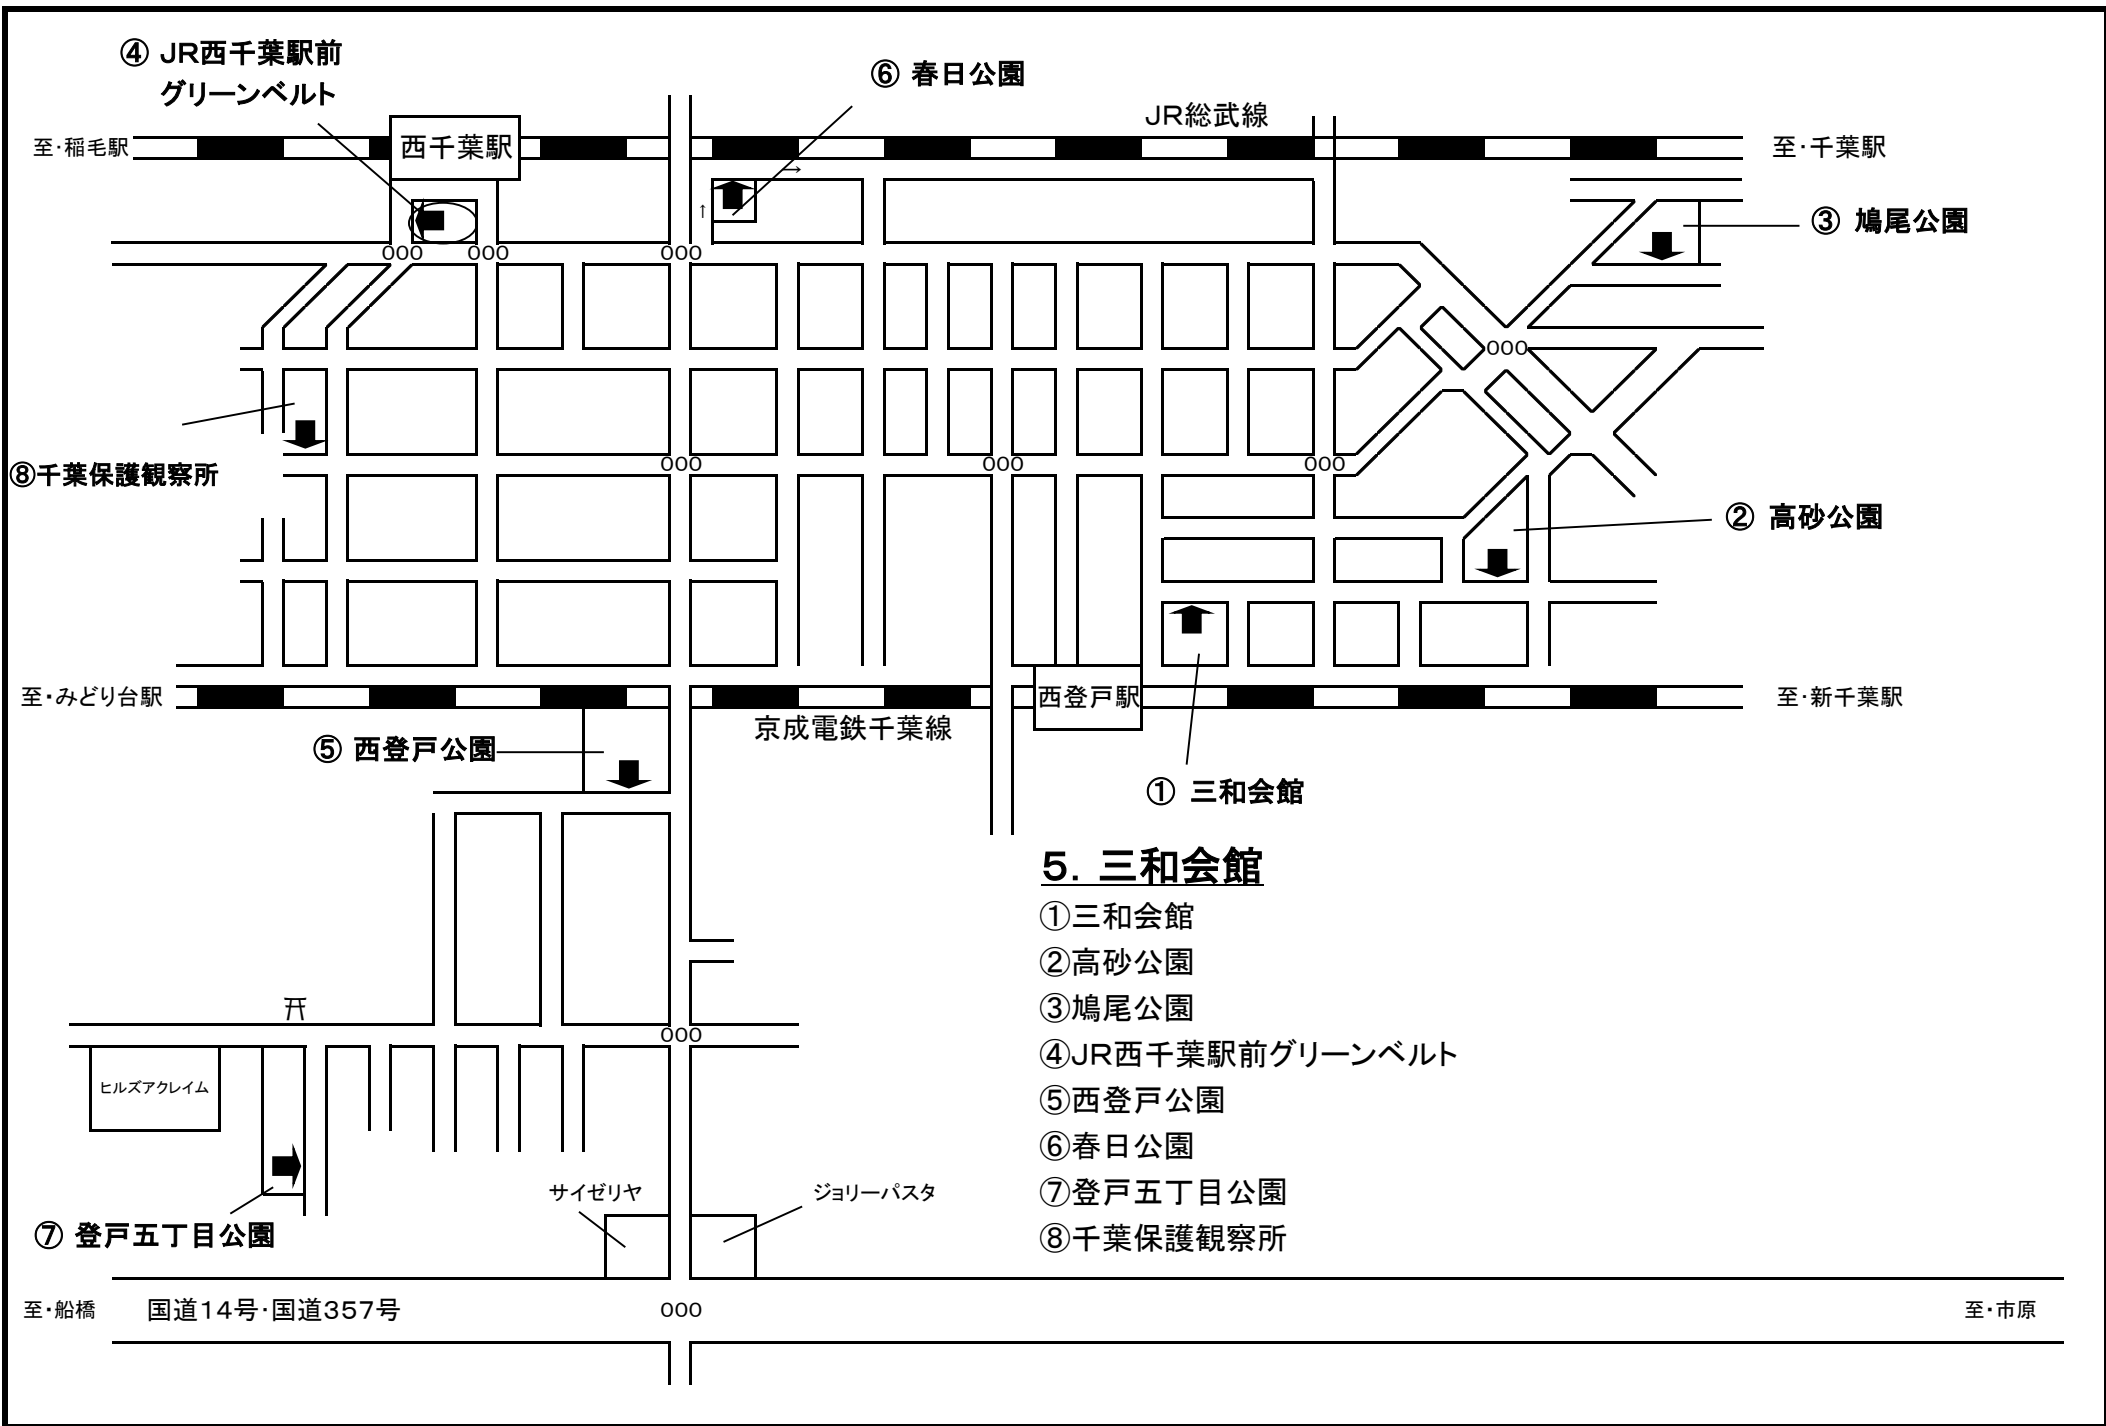 ④ JR西千葉駅前
グリーンベルト
⑥ 春日公園
JR総武線
至・稲毛駅
西千葉駅
至・千葉駅
→
↑
③ 鳩尾公園
000
000
000
000
⑧千葉保護観察所
000
000
000
② 高砂公園
至・みどり台駅
西登戸駅
至・新千葉駅
京成電鉄千葉線
⑤ 西登戸公園
① 三和会館
5. 三和会館
①三和会館
②高砂公園
③鳩尾公園
④JR西千葉駅前グリーンベルト
⑤西登戸公園
⑥春日公園
⑦登戸五丁目公園
⑧千葉保護観察所
000
ヒルズアクレイム
サイゼリヤ
ジョリーパスタ
⑦ 登戸五丁目公園
至・船橋
国道14号・国道357号
000
至・市原